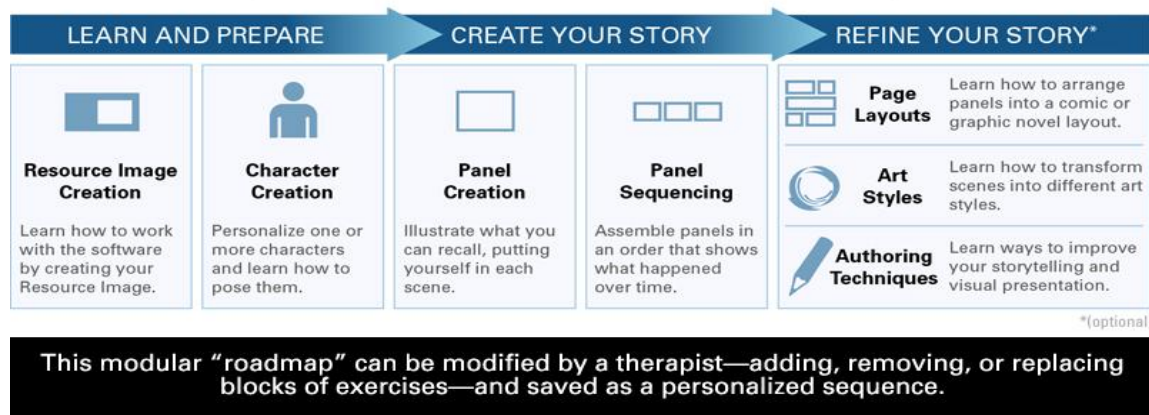 LEARN AND PREPARE
CREATE YOUR STORY
REFINE YOUR STORY*
Resource Image
Creation
Learn how to work
with the software
by creating your
Resource Image.
Character
Creation
Personalize one or
more characters
and learn how to
pose them.
Panel
Creation
Illustrate what you
can recall, putting
yourself in each
scene.
Panel
Sequencing
Assemble panels in
an order that shows
what happened
over time.
Page
Layouts
Learn how to arrange
panels into a comic or
graphic novel layout.
Art
Styles
Learn how to transform
scenes into different art
styles.
Authoring
Techniques
Learn ways to improve
your storytelling and
visual presentation.
*(optional
This modular “roadmap” can be modified by a therapist—adding, removing, or replacing
blocks of exercises—and saved as a personalized sequence.